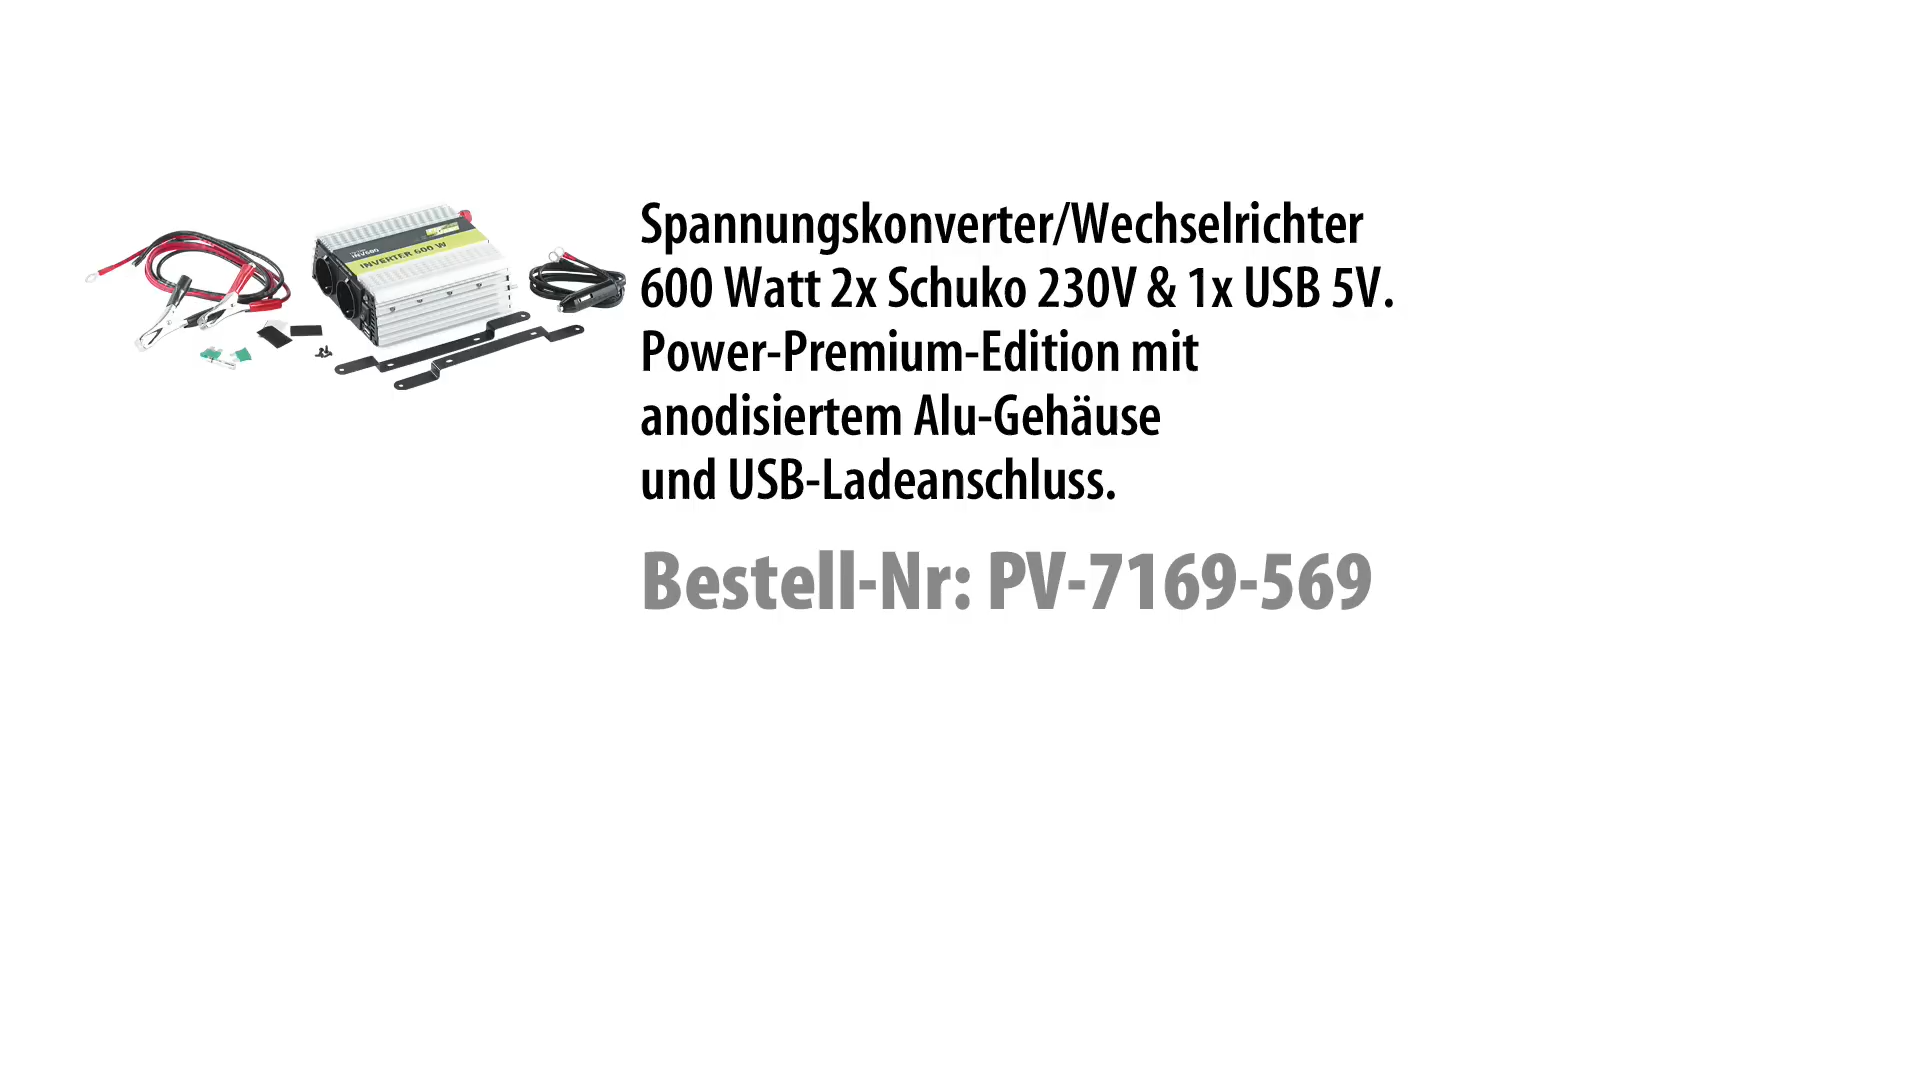 INV600
INVERTER 600 W
Spannungskonverter/Wechselrichter
600 Watt 2x Schuko 230V & 1x USB 5V.
Power-Premium-Edition mit
anodisiertem Alu-Gehäuse
und USB-Ladeanschluss.
Bestell-Nr: PV-7169-569